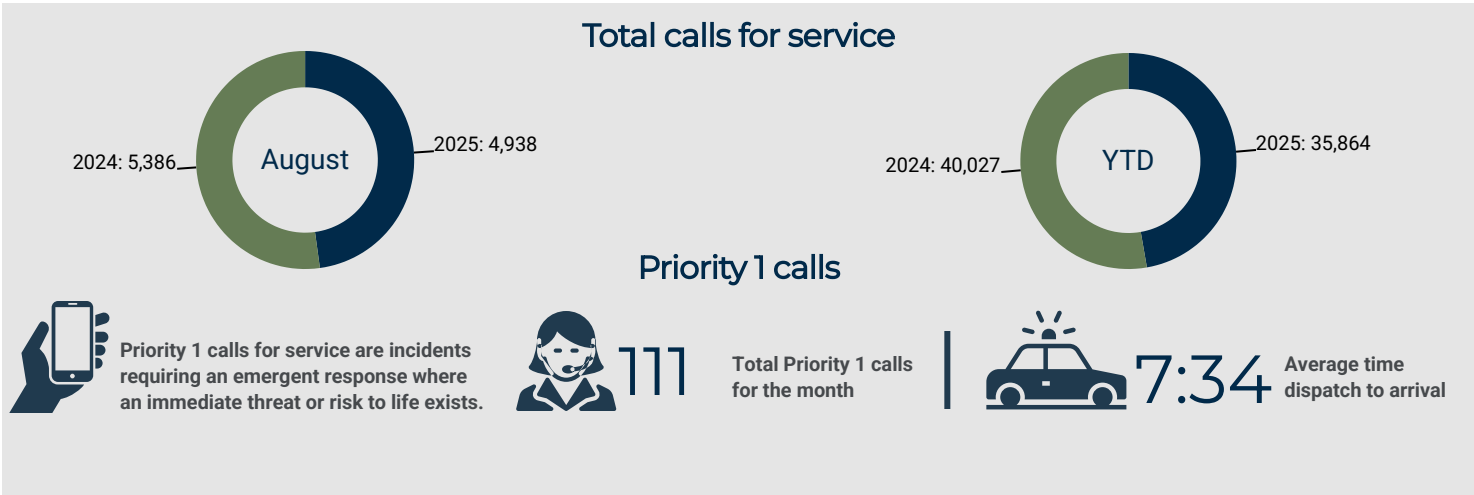 Total calls for service
2024: 5,386
August
2025: 4,938
2024: 40,027
YTD
2025: 35,864
Priority 1 calls
Priority 1 calls for service are incidents
requiring an emergent response where
an immediate threat or risk to life exists.
111
Total Priority 1 calls
for the month
7:34
Average time
dispatch to arrival